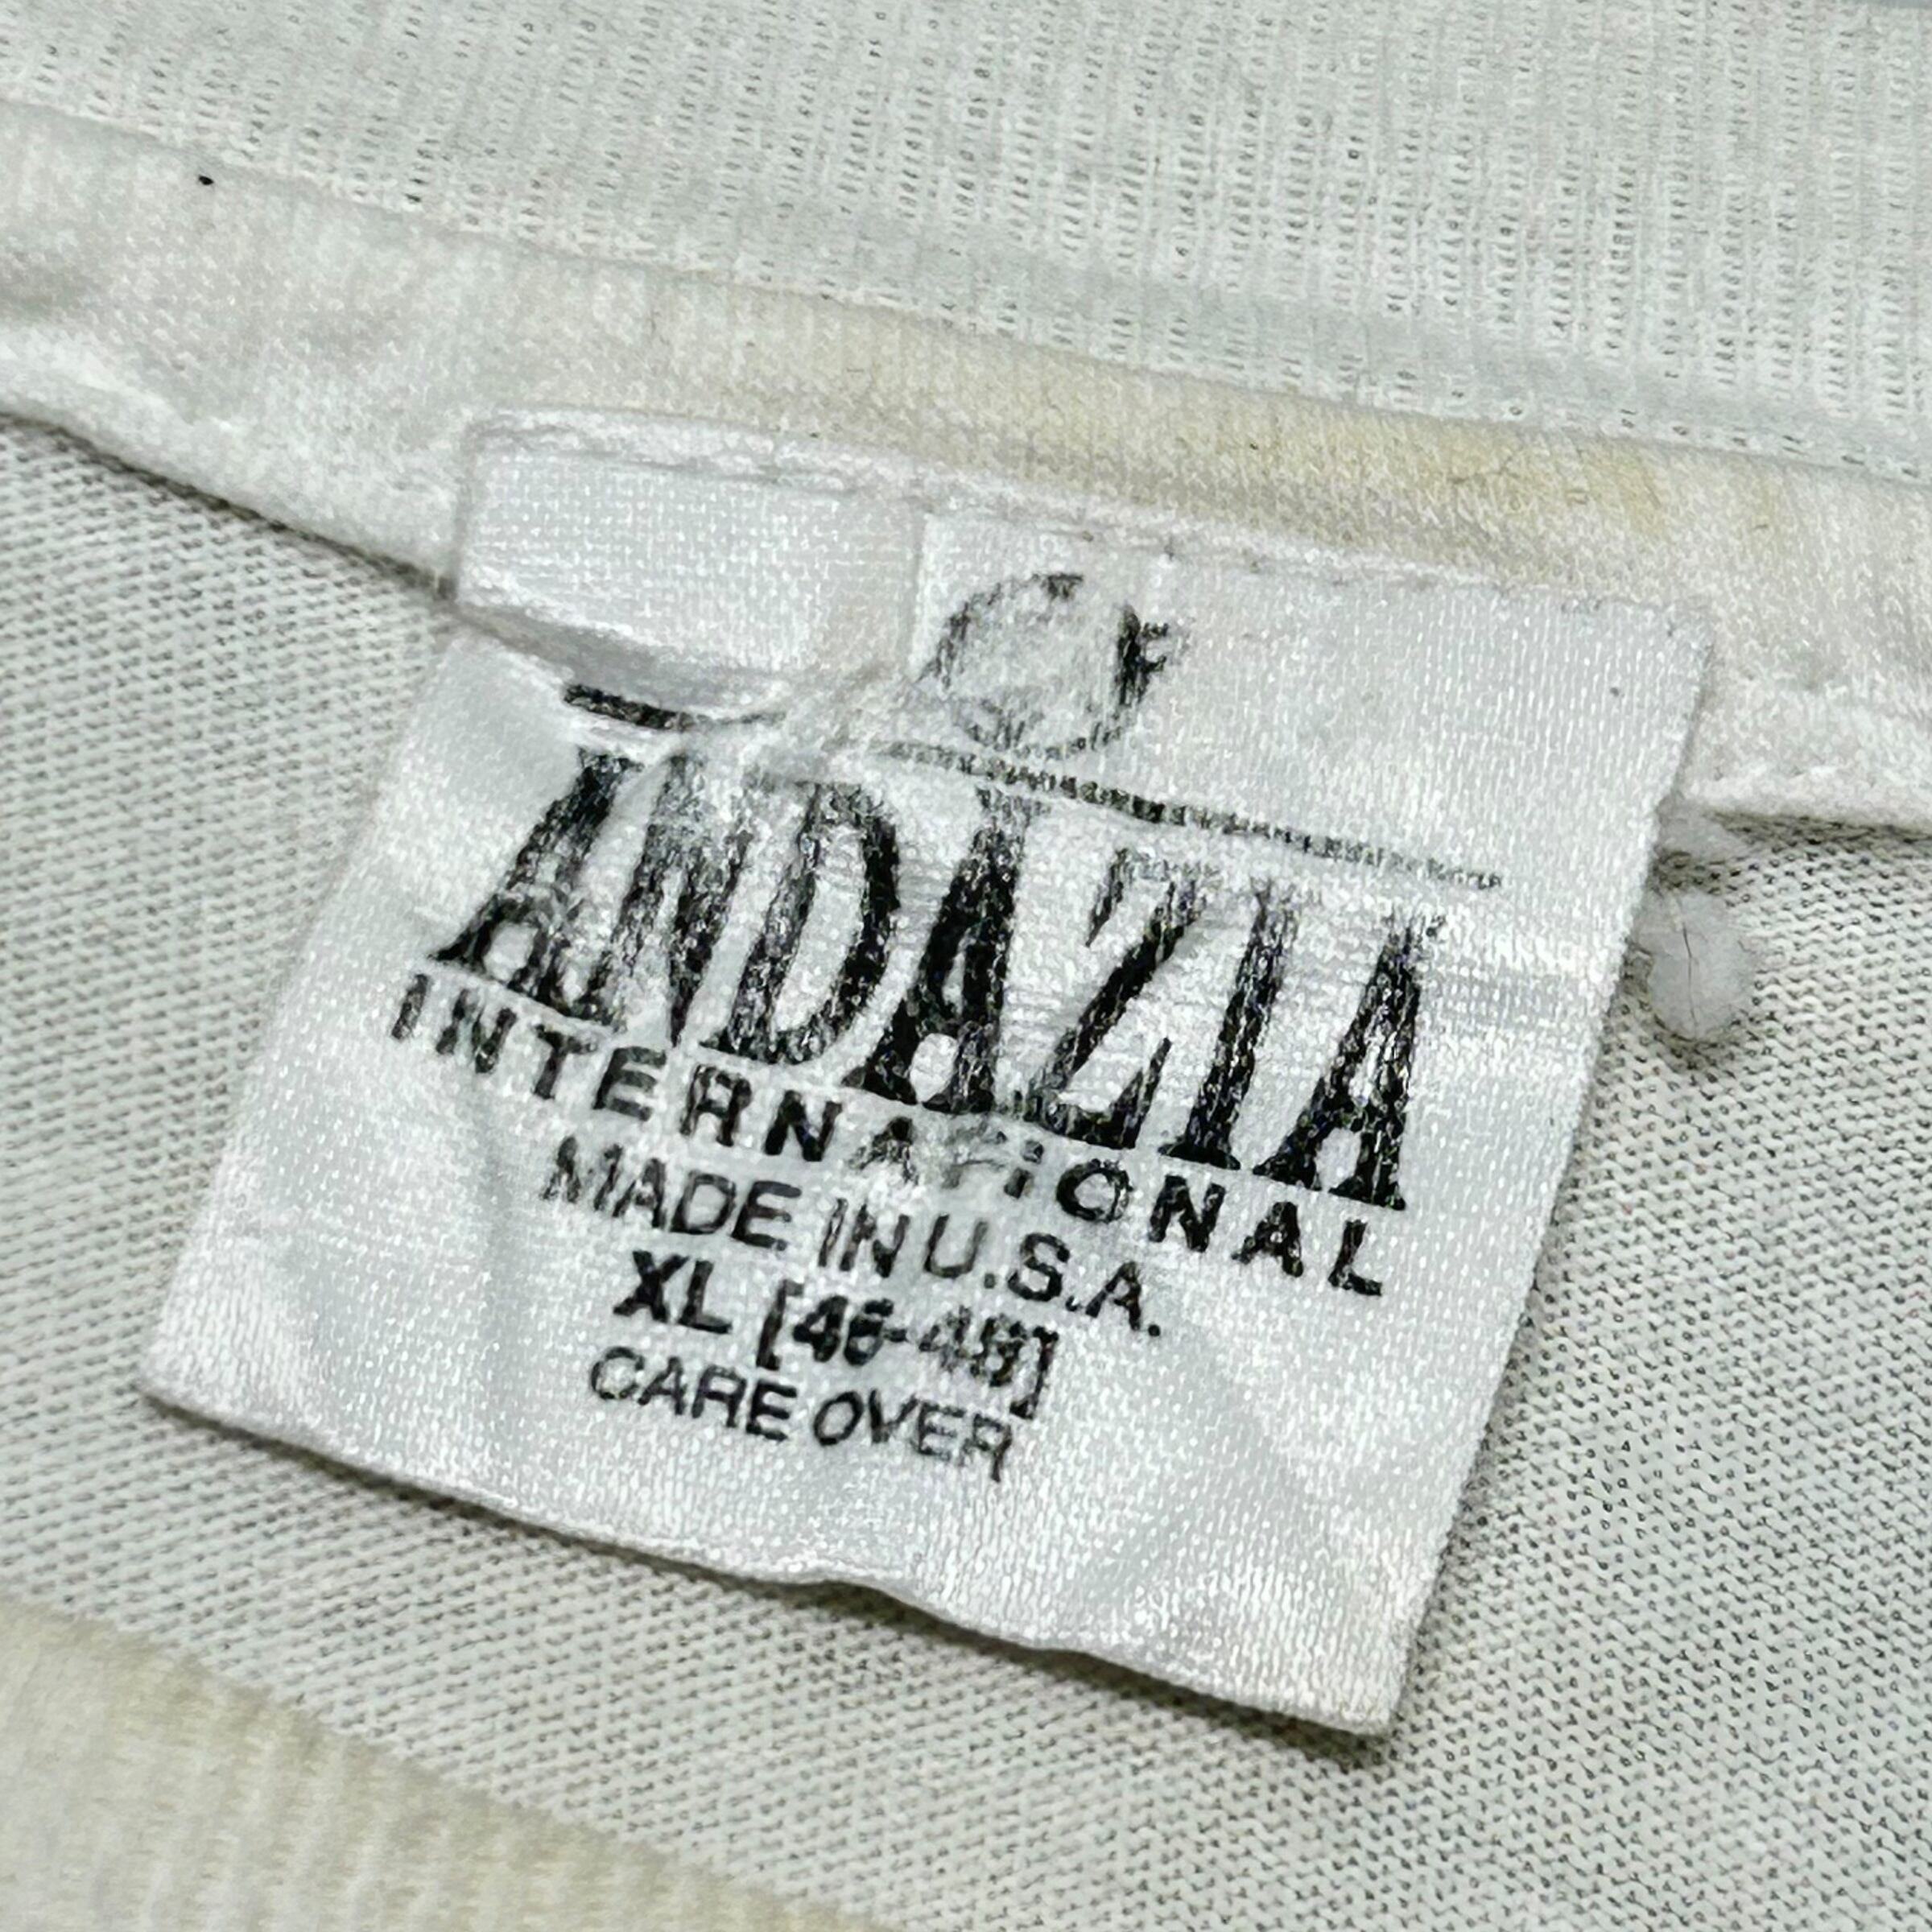 ANDAZIA
INTERNATIONAL
MADE IN U.S.A.
XL [46-48]
CARE OVER